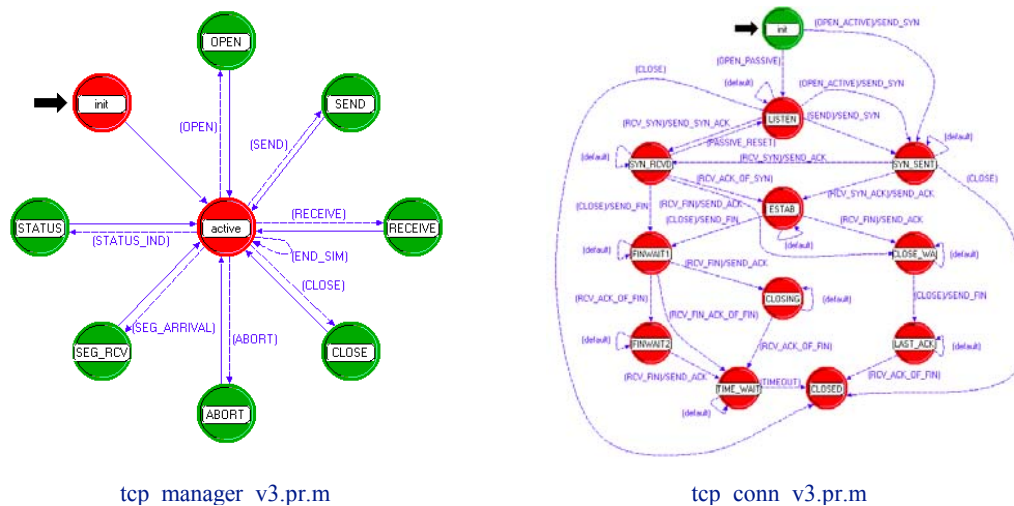 OPEN
init
SEND
(OPEN)
(SEND)
STATUS
active
(RECEIVE)
RECEIVE
(STATUS_IND)
(END_SIM)
(CLOSE)
(SEG_ARRIVAL)
(ABORT)
SEG_RCV
CLOSE
ABORT
tcp_manager_v3.pr.m
init
(OPEN_ACTIVE)/SEND_SYN
(OPEN_PASSIVE)
(CLOSE)
(default)
(OPEN_ACTIVE)/SEND_SYN
LISTEN
(SEND)/SEND_SYN
(RCV_SYN)/SEND_SYN_ACK
(PASSIVE_RESET)
(default)
SYN_RCVD
(RCV_SYN)/SEND_ACK
SYN_SENT
(default)
(CLOSE)
(RCV_ACK_OF_SYN)
(RCV_SYN_ACK)/SEND_ACK
(CLOSE)/SEND_FIN
(RCV_FIN)/SEND_ACK
ESTAB
(CLOSE)/SEND_FIN
(RCV_FIN)/SEND_ACK
(default)
(default)
FINWAIT1
(RCV_FIN)/SEND_ACK
CLOSE_WA
(default)
(RCV_ACK_OF_FIN)
(RCV_FIN_ACK_OF_FIN)
CLOSING
(default)
(CLOSE)/SEND_FIN
(default)
FINWAIT2
(RCV_ACK_OF_FIN)
LAST_ACK
(default)
(RCV_FIN)/SEND_ACK
(RCV_ACK_OF_FIN)
TIME_WAIT
(TIMEOUT)
CLOSED
(default)
tcp_conn_v3.pr.m